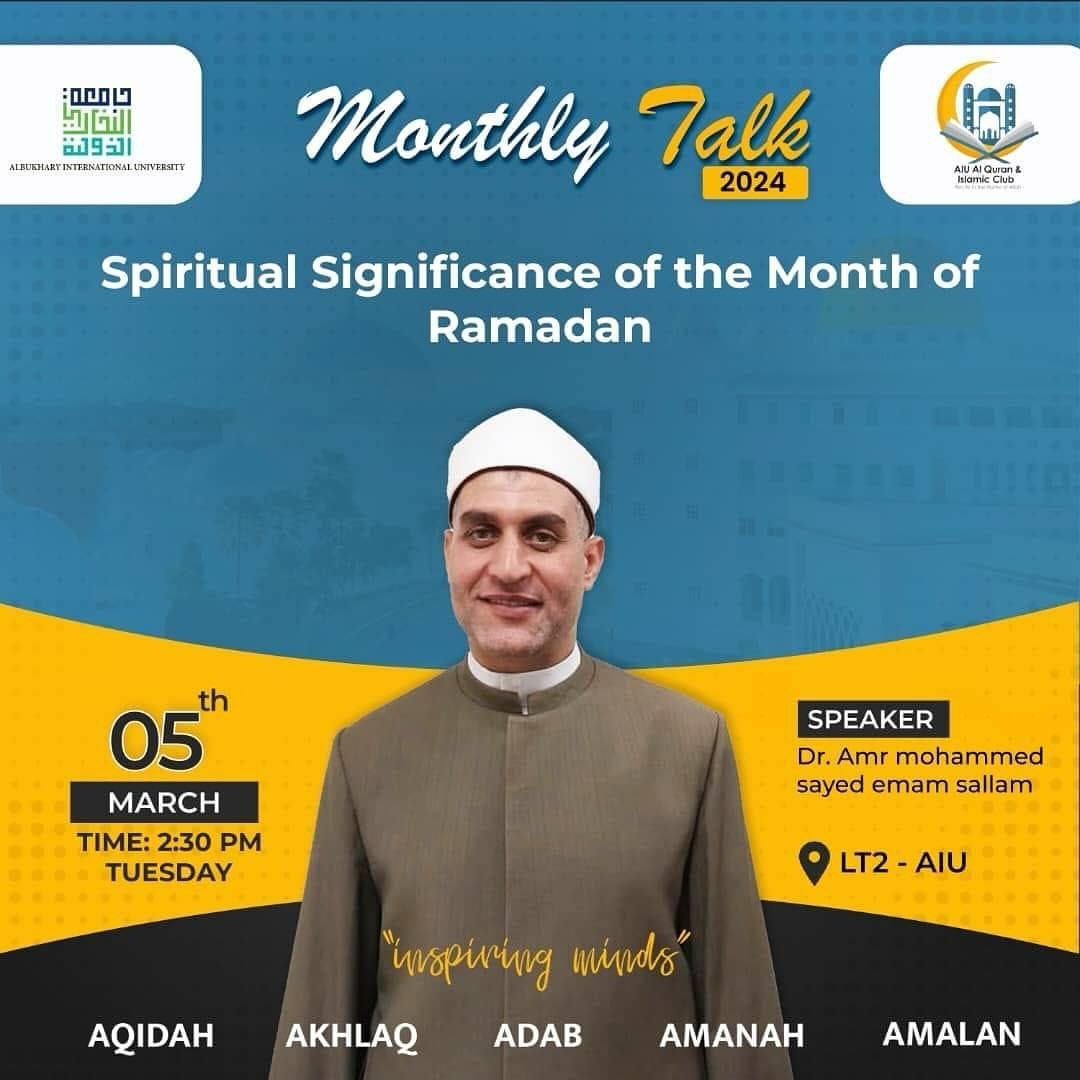 جامعة
البخاري
الدولية
ALBUKHARY INTERNATIONAL UNIVERSITY
Monthly Talk
2024
AIU Al Quran &
Islamic Club
Spiritual Significance of the Month of
Ramadan
05th
MARCH
TIME: 2:30 PM
TUESDAY
SPEAKER
Dr. Amr mohammed
sayed emam sallam
LT2 - AIU
"inspiring minds"
AQIDAH AKHLAQ ADAB AMANAH AMALAN